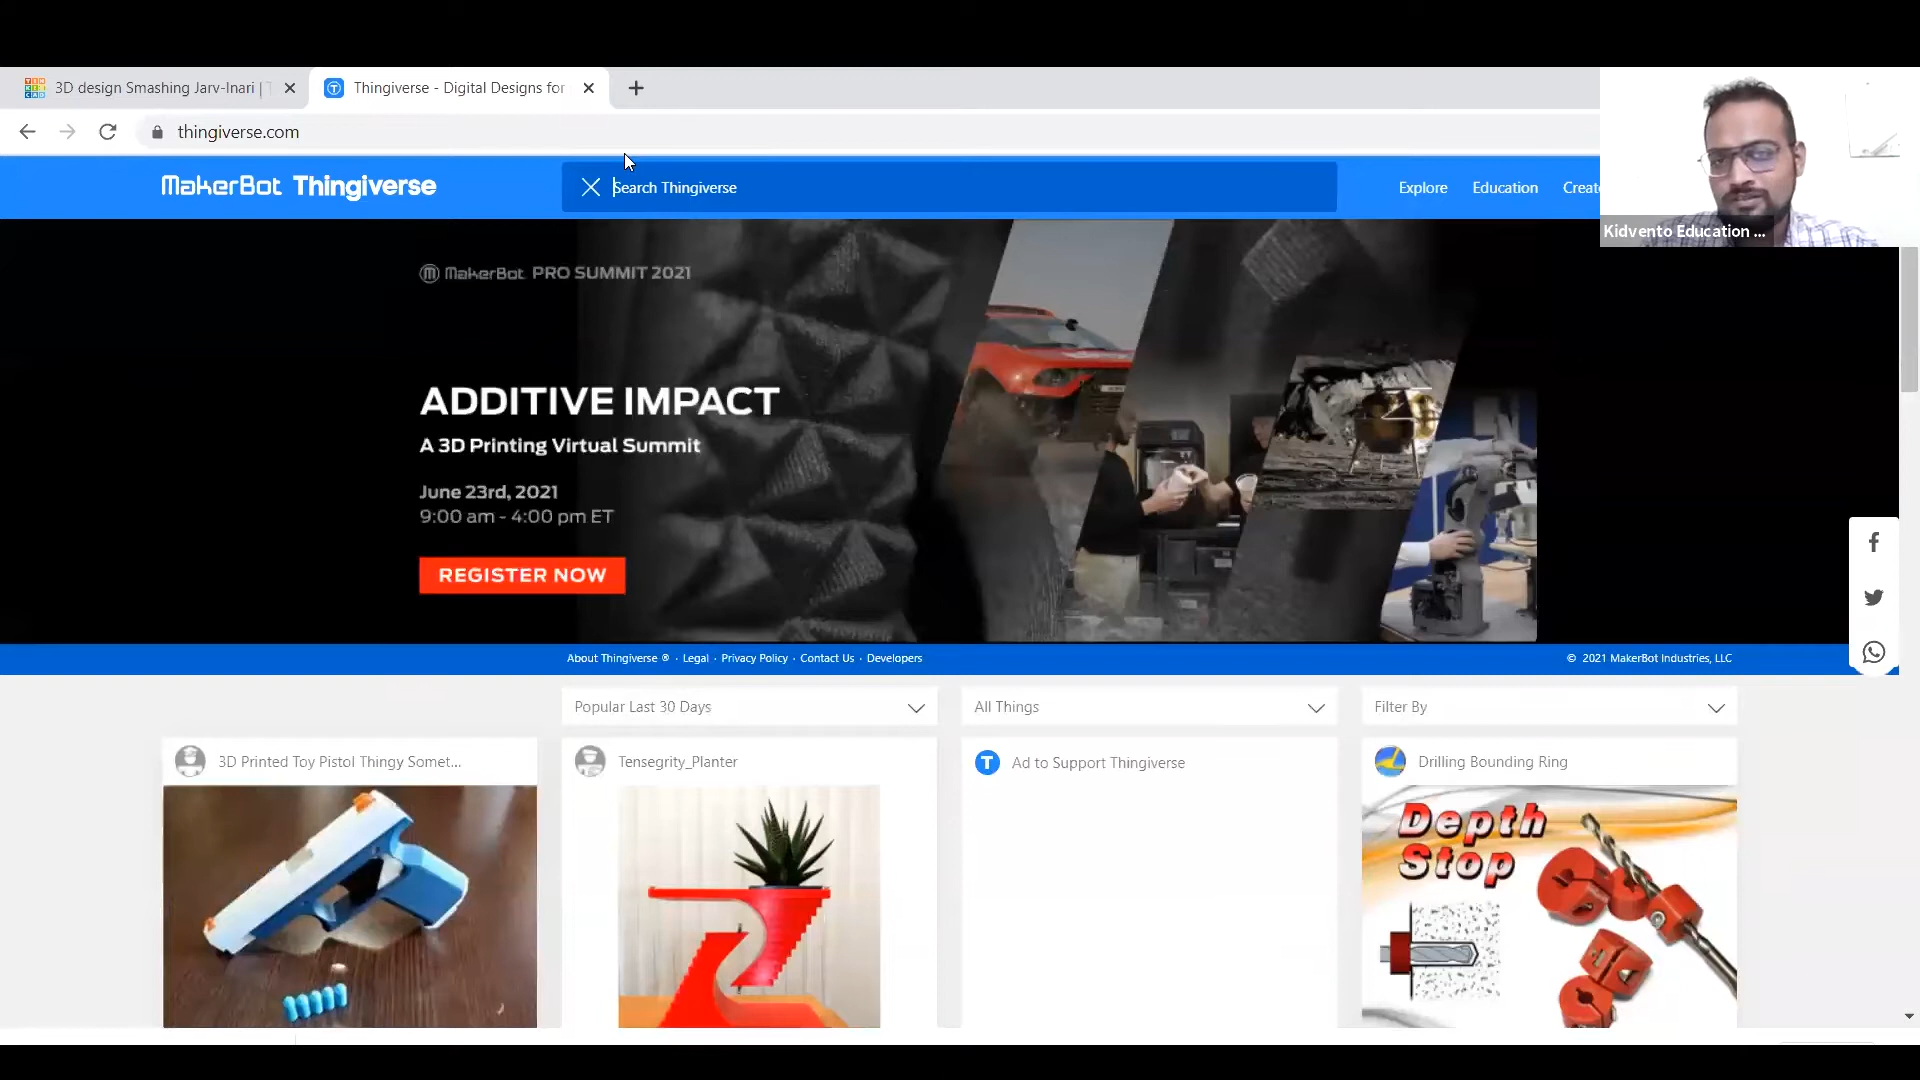 3D design Smashing Jarv-Inari |
Thingiverse - Digital Designs for
thingiverse.com
MakerBot Thingiverse
Search Thingiverse
Explore
Education
Create
Kidvento Education ...
MakerBot PRO SUMMIT 2021
ADDITIVE IMPACT
A 3D Printing Virtual Summit
June 23rd, 2021
9:00 am - 4:00 pm ET
REGISTER NOW
About Thingiverse ® · Legal · Privacy Policy · Contact Us · Developers
© 2021 MakerBot Industries, LLC
Popular Last 30 Days
All Things
Filter By
3D Printed Toy Pistol Thingy Somet...
Tensegrity_Planter
Ad to Support Thingiverse
Drilling Bounding Ring
Depth
Stop